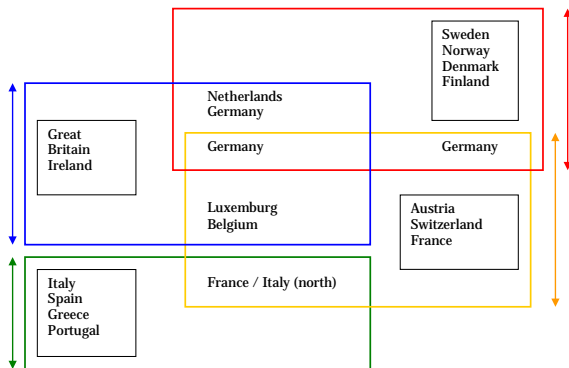 Sweden
Norway
Denmark
Finland
Netherlands
Germany
Great
Britain
Ireland
Germany
Germany
Luxemburg
Belgium
Austria
Switzerland
France
Italy
Spain
Greece
Portugal
France / Italy (north)